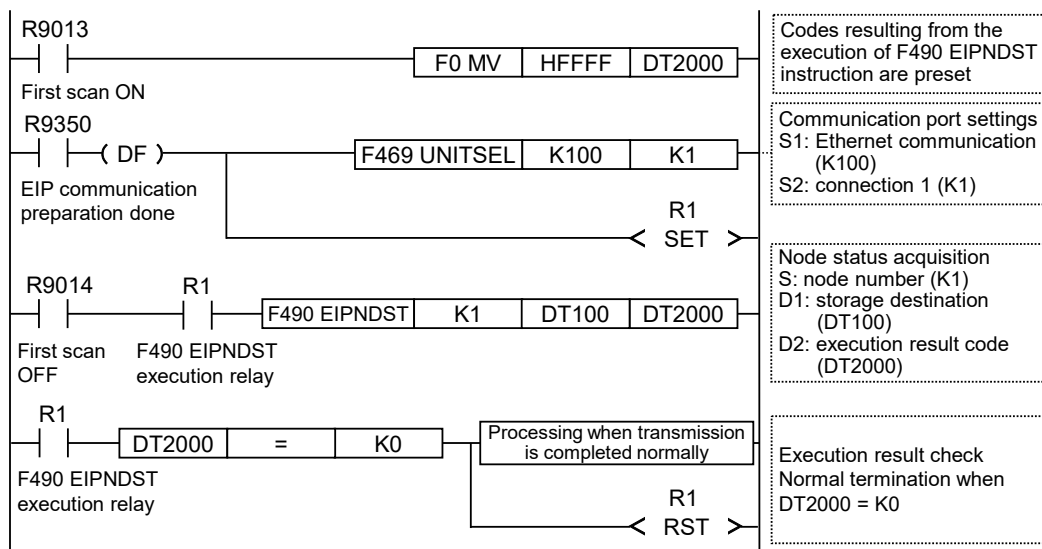 R9013
F0 MV HFFFF DT2000
First scan ON
Codes resulting from the
execution of F490 EIPNDST
instruction are preset
R9350
( DF )
F469 UNITSEL K100 K1
EIP communication
preparation done
R1
< SET >
Communication port settings
S1: Ethernet communication
(K100)
S2: connection 1 (K1)
R9014 R1
F490 EIPNDST K1 DT100 DT2000
First scan
OFF
F490 EIPNDST
execution relay
Node status acquisition
S: node number (K1)
D1: storage destination
(DT100)
D2: execution result code
(DT2000)
R1
DT2000 = K0
Processing when transmission
is completed normally
F490 EIPNDST
execution relay
R1
< RST >
Execution result check
Normal termination when
DT2000 = K0